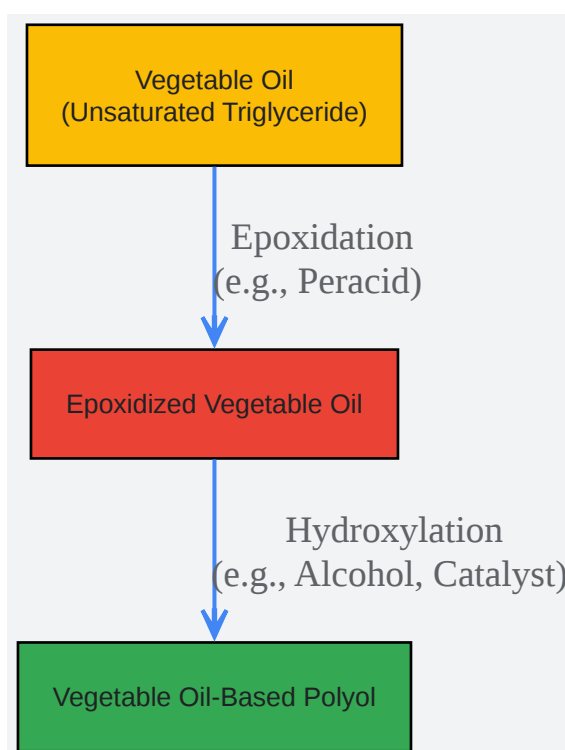 Vegetable Oil
(Unsaturated Triglyceride)
Epoxidation
(e.g., Peracid)
Epoxidized Vegetable Oil
Hydroxylation
(e.g., Alcohol, Catalyst)
Vegetable Oil-Based Polyol